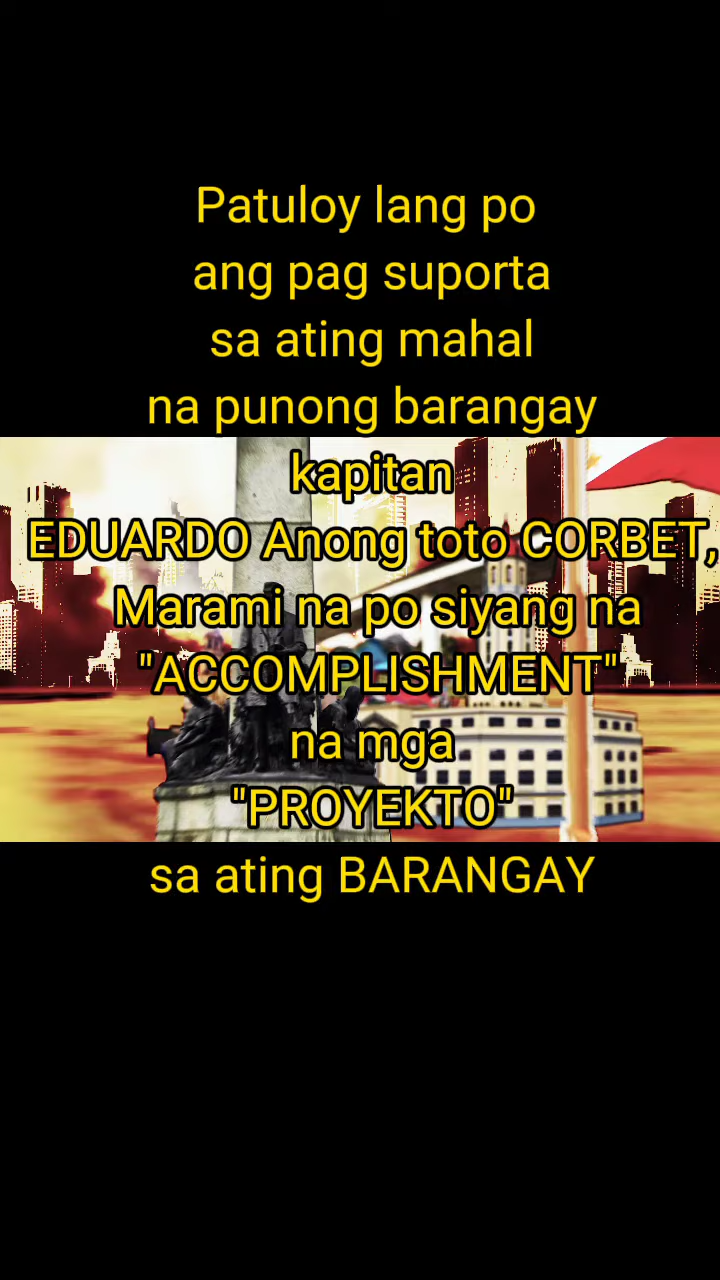 Patuloy lang po
ang pag suporta
sa ating mahal
na punong barangay
kapitan
EDUARDO Anong toto CORBET,
Marami na po siyang na
"ACCOMPLISHMENT"
na mga
"PROYEKTO"
sa ating BARANGAY